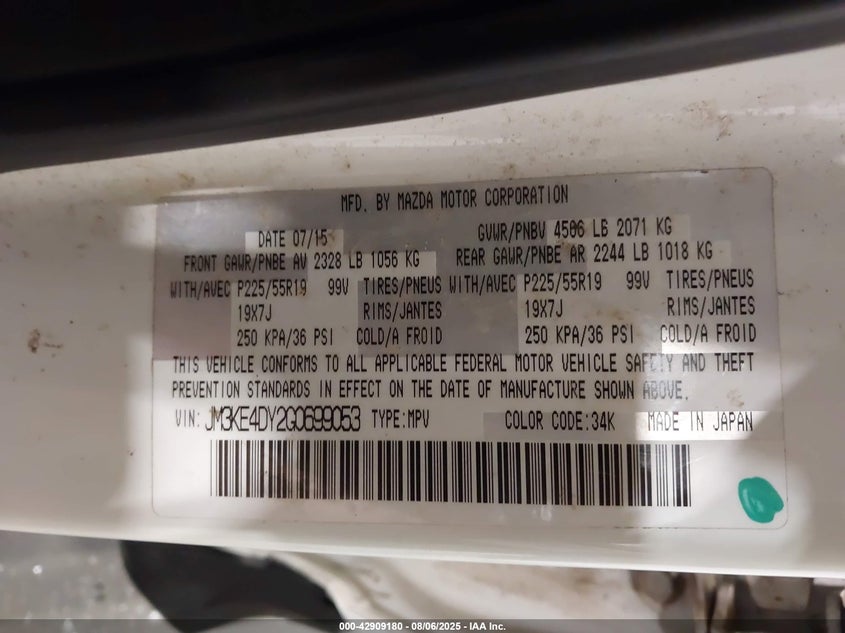 MFD. BY MAZDA MOTOR CORPORATION
DATE 07/15 GVWR/PNBV 4566 LB 2071 KG
FRONT GAWR/PNBE AV 2328 LB 1056 KG REAR GAWR/PNBE AR 2244 LB 1018 KG
WITH/AVEC P225/55R19 99V TIRES/PNEUS WITH/AVEC P225/55R19 99V TIRES/PNEUS
19X7J RIMS/JANTES 19X7J RIMS/JANTES
250 KPA/36 PSI COLD/A FROID 250 KPA/36 PSI COLD/A FROID
THIS VEHICLE CONFORMS TO ALL APPLICABLE FEDERAL MOTOR VEHICLE SAFETY AND THEFT
PREVENTION STANDARDS IN EFFECT ON THE DATE OF MANUFACTURE SHOWN ABOVE.
VIN: JM3KE4DY2G0699053 TYPE:MPV COLOR CODE:34K MADE IN JAPAN
000-42909180 - 08/06/2025 - IAA Inc.